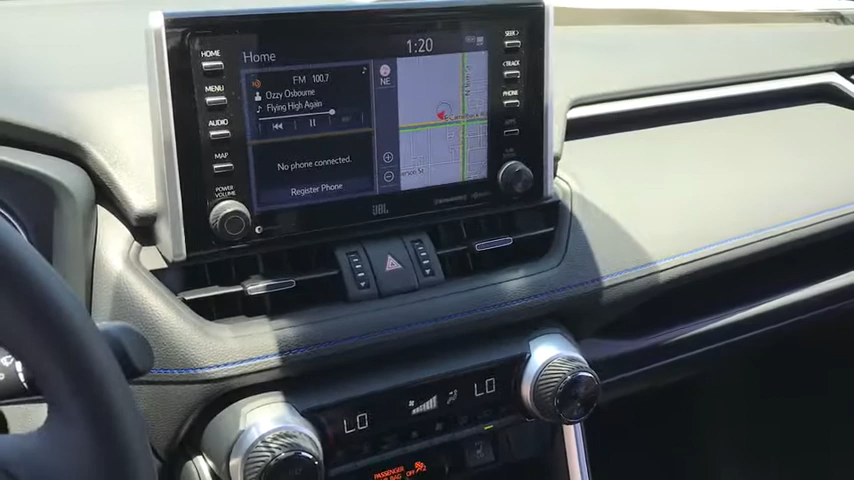 HOME
MENU
AUDIO
MAP
POWER
VOLUME
Home
1:20
FM 100.7
Ozzy Osbourne
Flying High Again
No phone connected.
Register Phone
NE
SEEK
TRACK
PHONE
APPS
JBL
LO
LO
PASSENGER
AIR BAG OFF